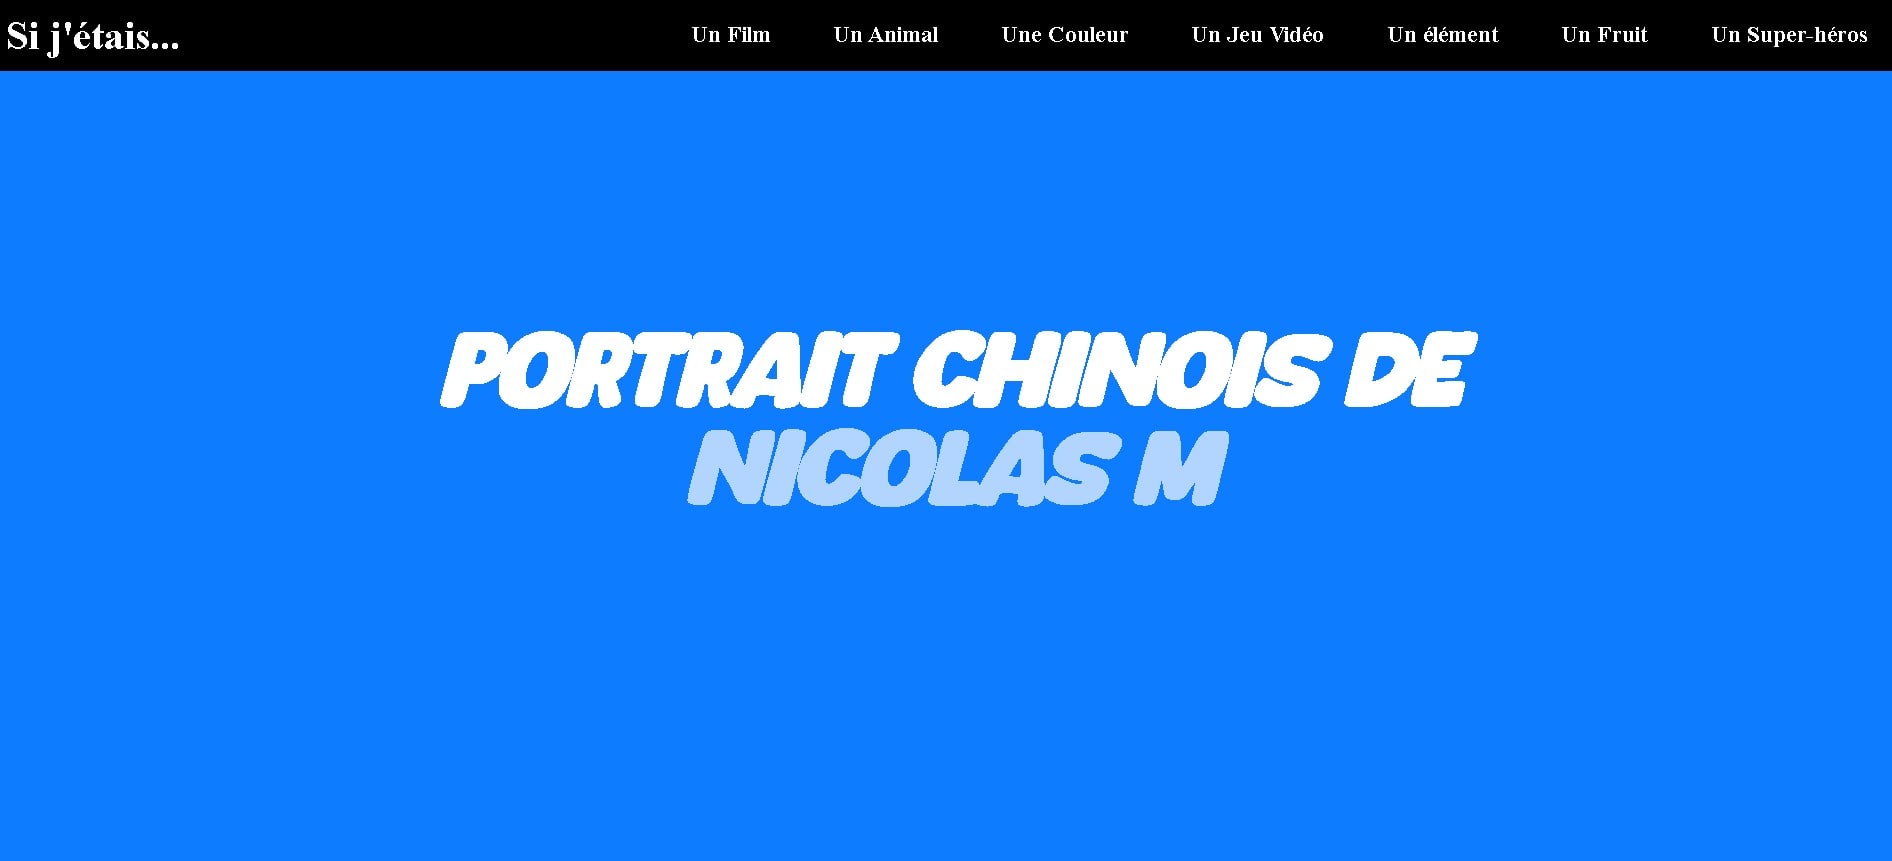 Si j'étais... Un Film Un Animal Une Couleur Un Jeu Vidéo Un élément Un Fruit Un Super-héros
PORTRAIT CHINOIS DE
NICOLAS M